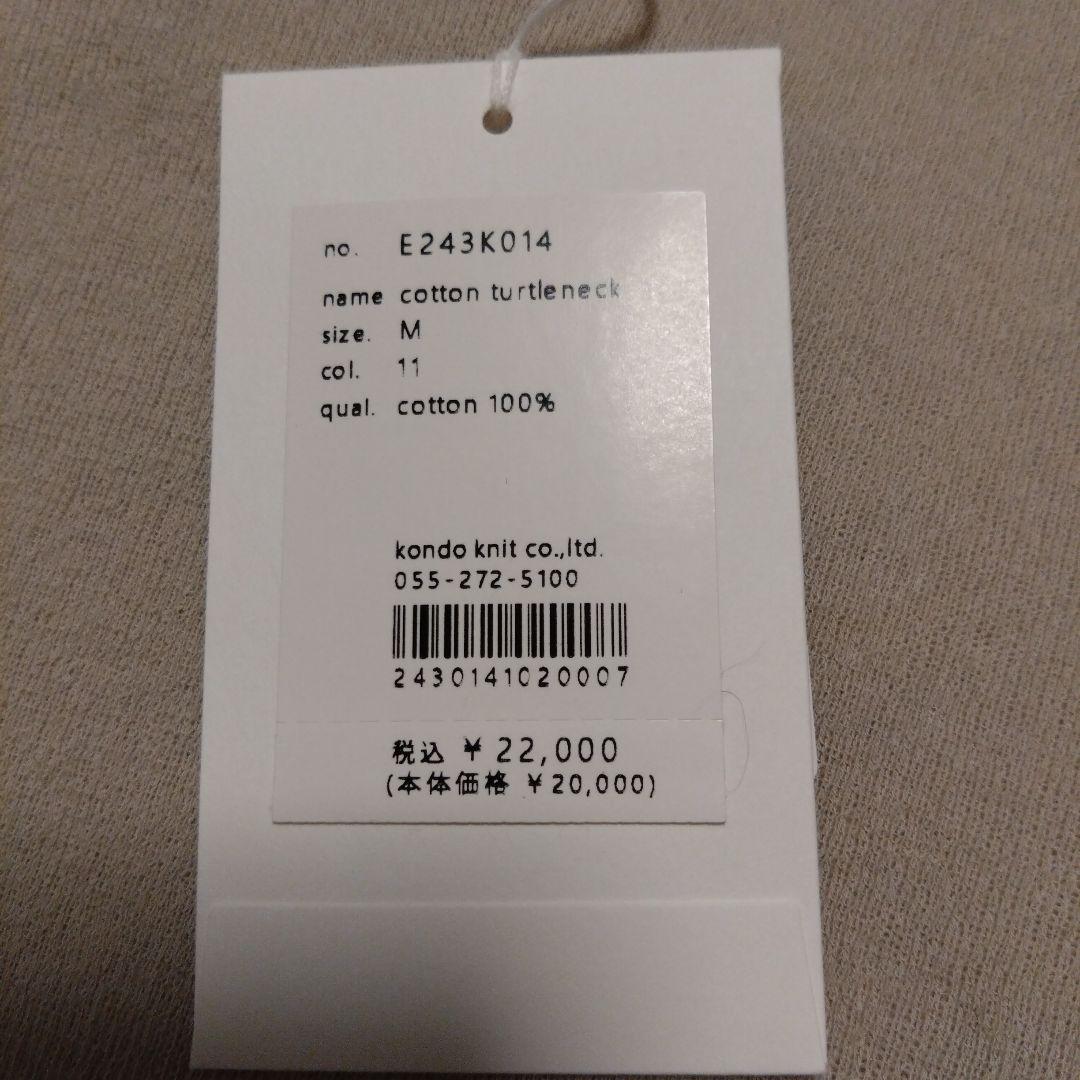 no. E243K014
name cotton turtleneck
size. M
col. 11
qual. cotton 100%
kondo knit co.,ltd.
055-272-5100
2430141020007
税込 ¥ 22,000
(本体価格 ¥20,000)